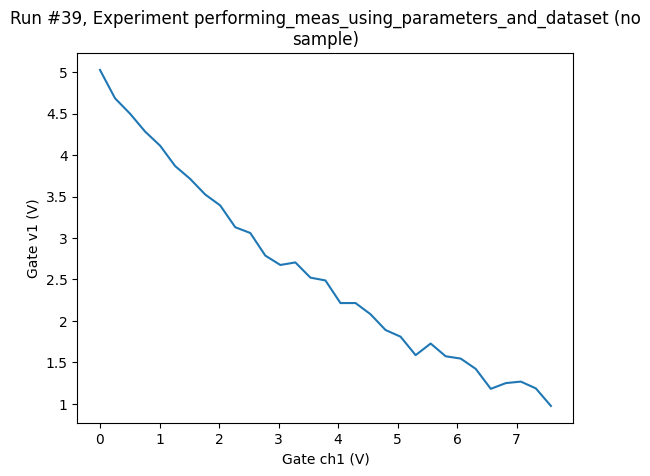 Run #39, Experiment performing_meas_using_parameters_and_dataset (no
sample)
5
4.5
4
3.5
3
2.5
2
1.5
1
Gate v1 (V)
0 1 2 3 4 5 6 7
Gate ch1 (V)